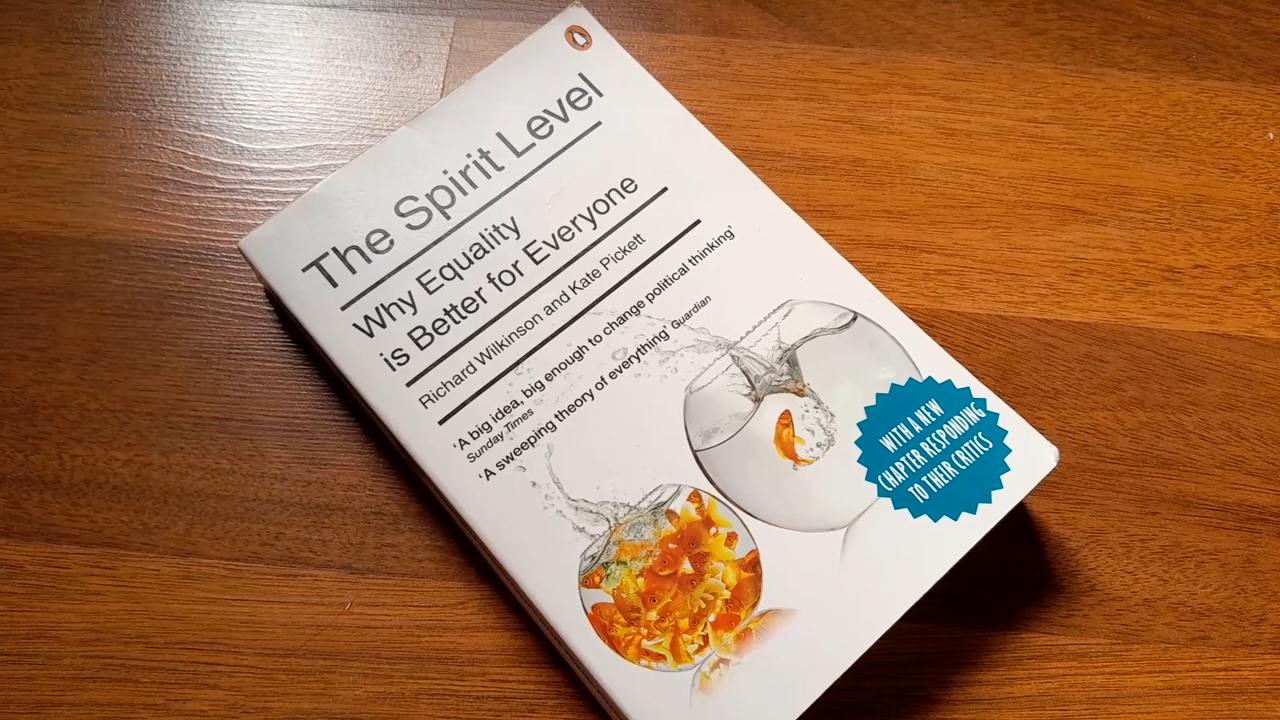 The Spirit Level
Why Equality
is Better for Everyone
Richard Wilkinson and Kate Pickett
‘A big idea, big enough to change political thinking’
Sunday Times
‘A sweeping theory of everything’ Guardian
WITH A NEW
CHAPTER RESPONDING
TO THEIR CRITICS